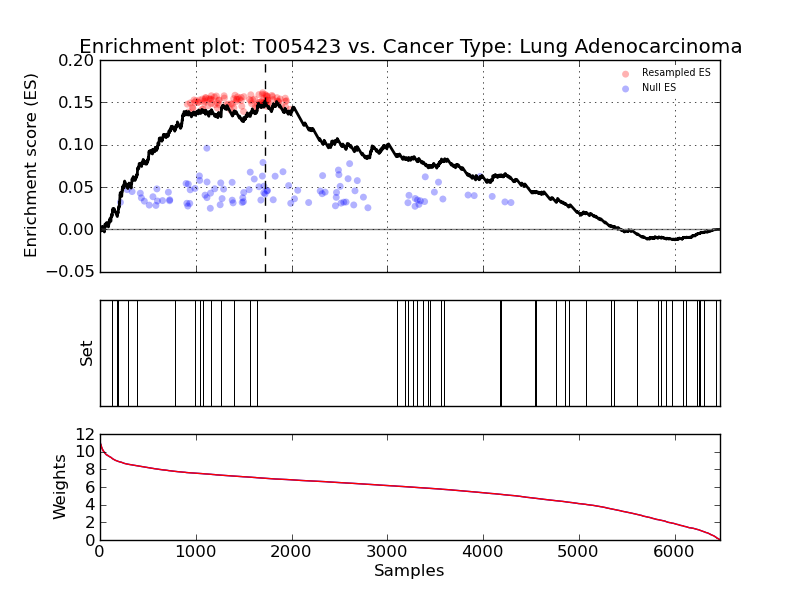 Enrichment plot: T005423 vs. Cancer Type: Lung Adenocarcinoma
Enrichment score (ES)
0.20
0.15
0.10
0.05
0.00
−0.05
Resampled ES
Null ES
Set
Weights
12
10
8
6
4
2
0
0 1000 2000 3000 4000 5000 6000
Samples